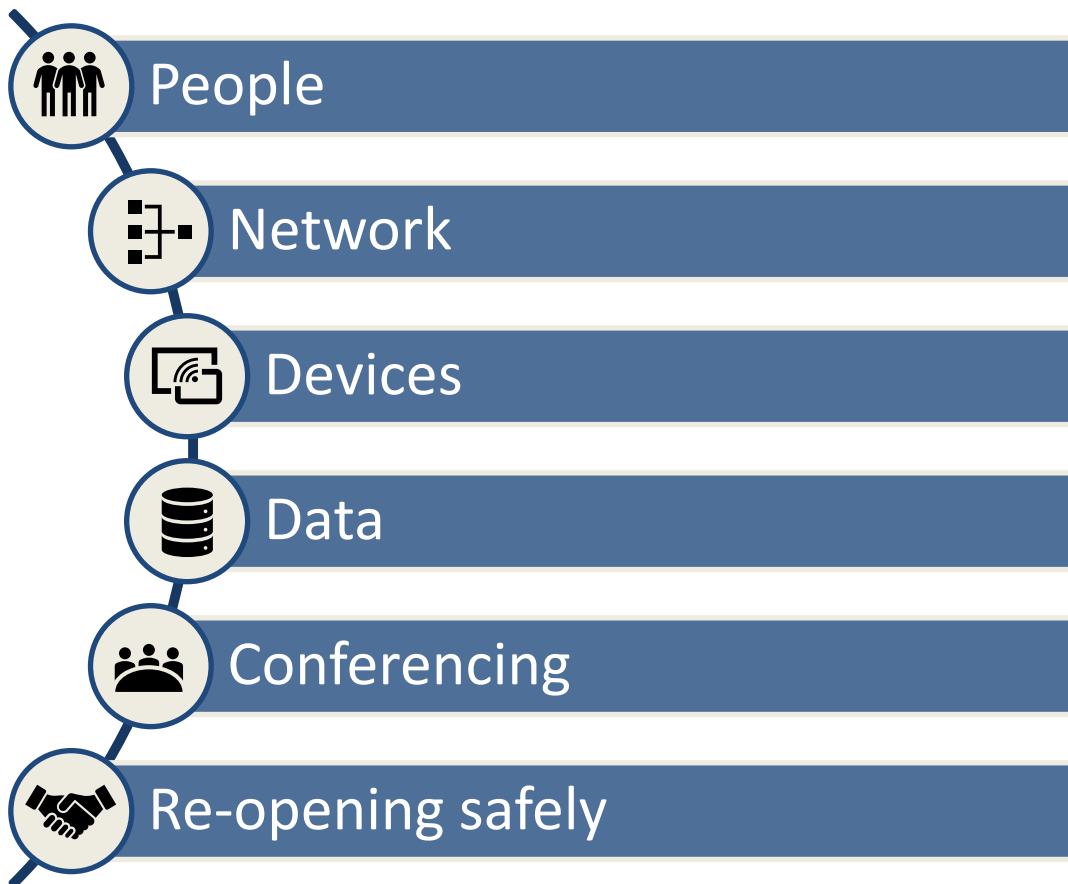 People
Network
Devices
Data
Conferencing
Re-opening safely